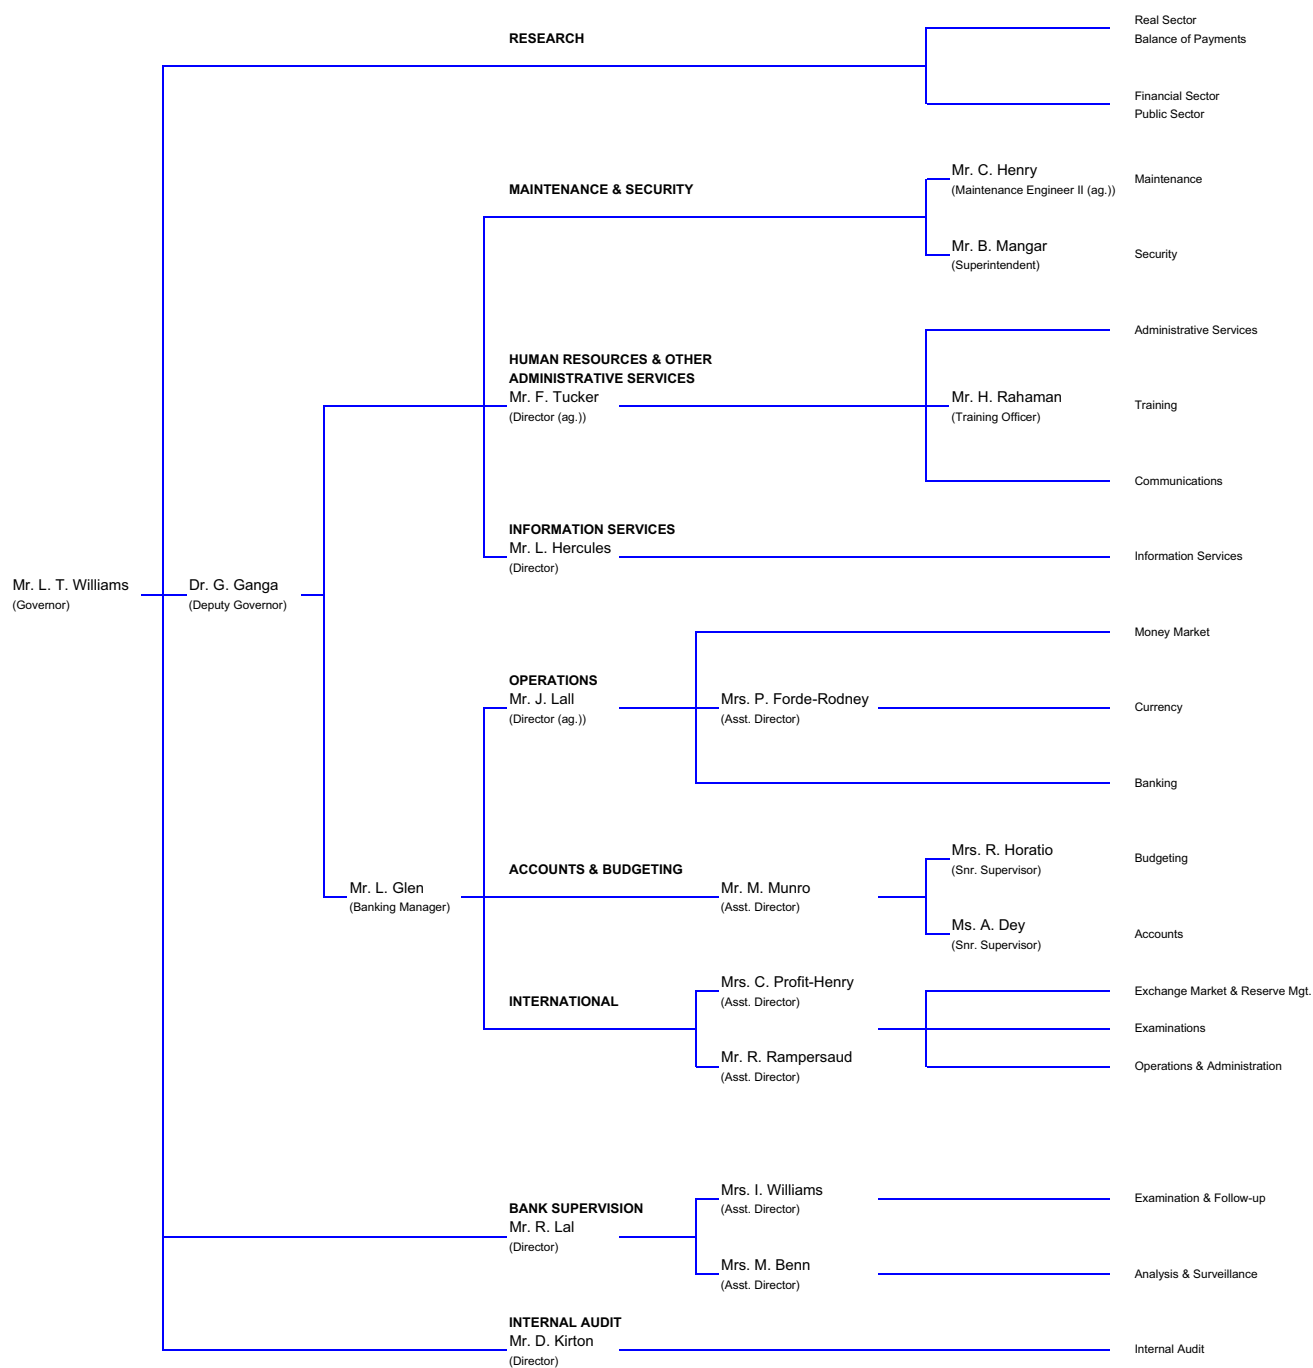 Real Sector
RESEARCH
Balance of Payments
Financial Sector
Public Sector
Mr. C. Henry
Maintenance
MAINTENANCE & SECURITY
(Maintenance Engineer II (ag.))
Mr. B. Mangar
Security
(Superintendent)
Administrative Services
HUMAN RESOURCES & OTHER
ADMINISTRATIVE SERVICES
Mr. F. Tucker
(Director (ag.))
Mr. H. Rahaman
(Training Officer)
Training
Communications
INFORMATION SERVICES
Mr. L. Hercules
(Director)
Information Services
Mr. L. T. Williams
(Governor)
Dr. G. Ganga
(Deputy Governor)
Money Market
OPERATIONS
Mr. J. Lall
(Director (ag.))
Mrs. P. Forde-Rodney
(Asst. Director)
Currency
Banking
Mr. L. Glen
(Banking Manager)
ACCOUNTS & BUDGETING
Mr. M. Munro
(Asst. Director)
Mrs. R. Horatio
(Snr. Supervisor)
Budgeting
Ms. A. Dey
(Snr. Supervisor)
Accounts
INTERNATIONAL
Mrs. C. Profit-Henry
(Asst. Director)
Mr. R. Rampersaud
(Asst. Director)
Exchange Market & Reserve Mgt.
Examinations
Operations & Administration
BANK SUPERVISION
Mr. R. Lal
(Director)
Mrs. I. Williams
(Asst. Director)
Examination & Follow-up
Mrs. M. Benn
(Asst. Director)
Analysis & Surveillance
INTERNAL AUDIT
Mr. D. Kirton
(Director)
Internal Audit